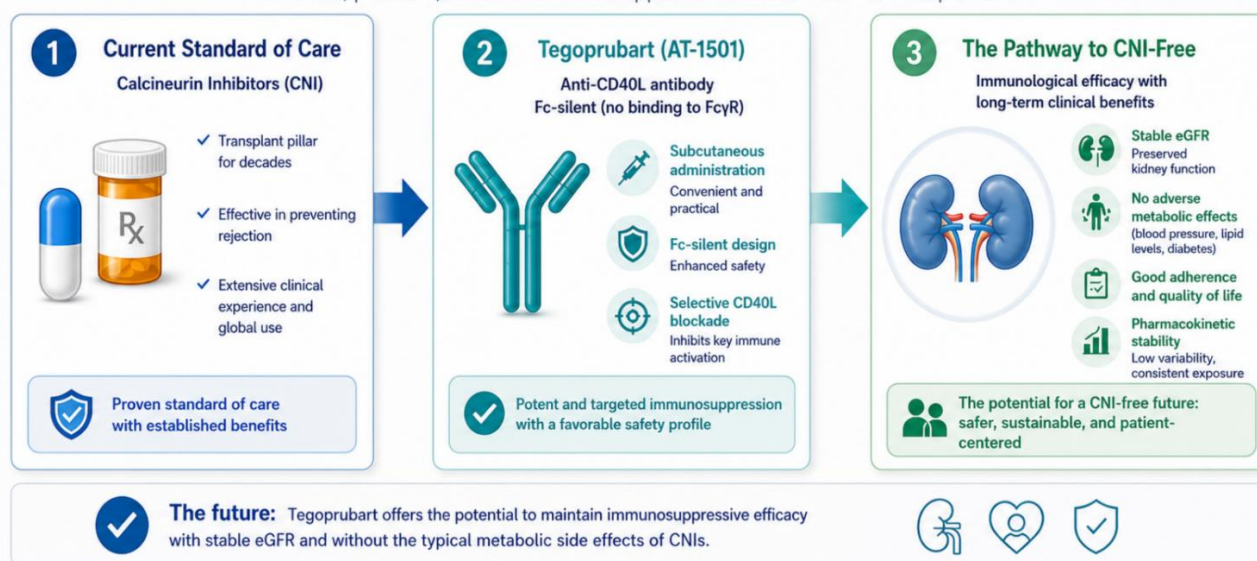 1
Current Standard of Care
Calcineurin Inhibitors (CNI)
Rx
✓ Transplant pillar
for decades
✓ Effective in preventing
rejection
✓ Extensive clinical
experience and
global use
Proven standard of care
with established benefits
2
Tegoprubart (AT-1501)
Anti-CD40L antibody
Fc-silent (no binding to FcγR)
Subcutaneous
administration
Convenient and
practical
Fc-silent design
Enhanced safety
Selective CD40L
blockade
Inhibits key immune
activation
Potent and targeted immunosuppression
with a favorable safety profile
3
The Pathway to CNI-Free
Immunological efficacy with
long-term clinical benefits
Stable eGFR
Preserved
kidney function
No adverse
metabolic effects
(blood pressure, lipid
levels, diabetes)
Good adherence
and quality of life
Pharmacokinetic
stability
Low variability,
consistent exposure
The potential for a CNI-free future:
safer, sustainable, and patient-
centered
The future: Tegoprubart offers the potential to maintain immunosuppressive efficacy
with stable eGFR and without the typical metabolic side effects of CNIs.